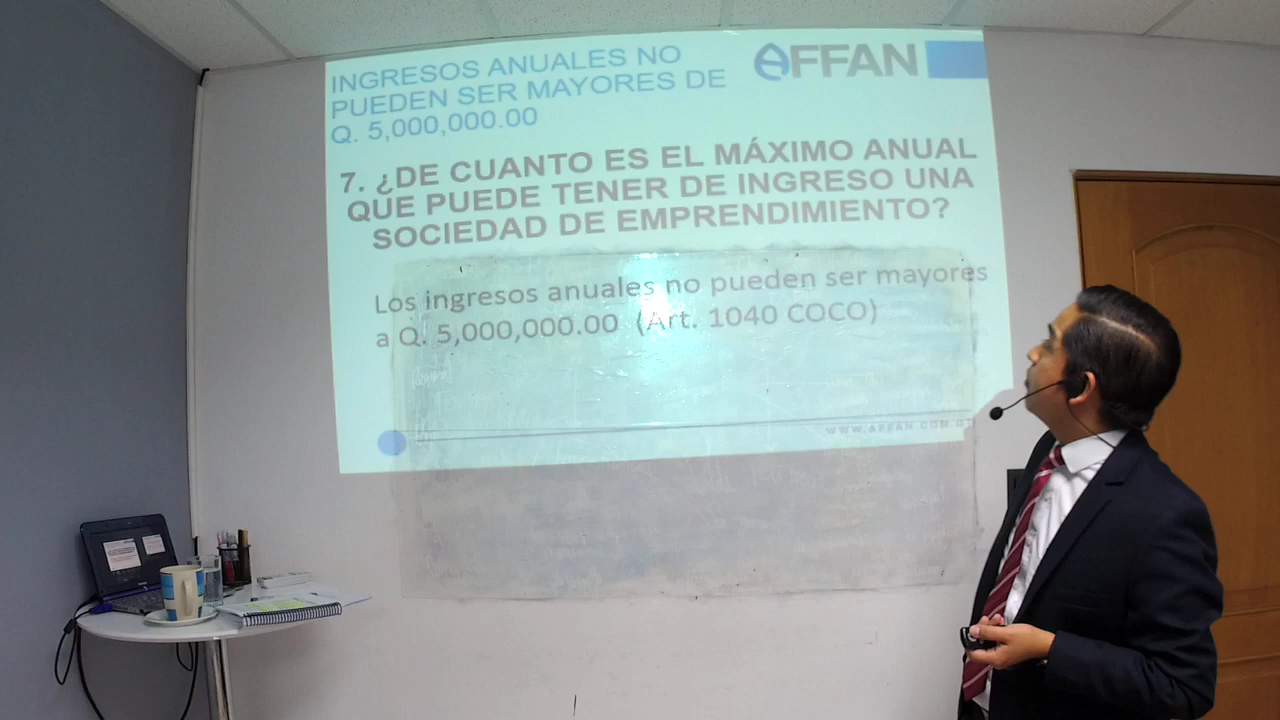 INGRESOS ANUALES NO
PUEDEN SER MAYORES DE
Q. 5,000,000.00
AFFAN
7. ¿DE CUANTO ES EL MÁXIMO ANUAL
QUE PUEDE TENER DE INGRESO UNA
SOCIEDAD DE EMPRENDIMIENTO?
Los ingresos anuales no pueden ser mayores
a Q. 5,000,000.00 (Art. 1040 COCO)